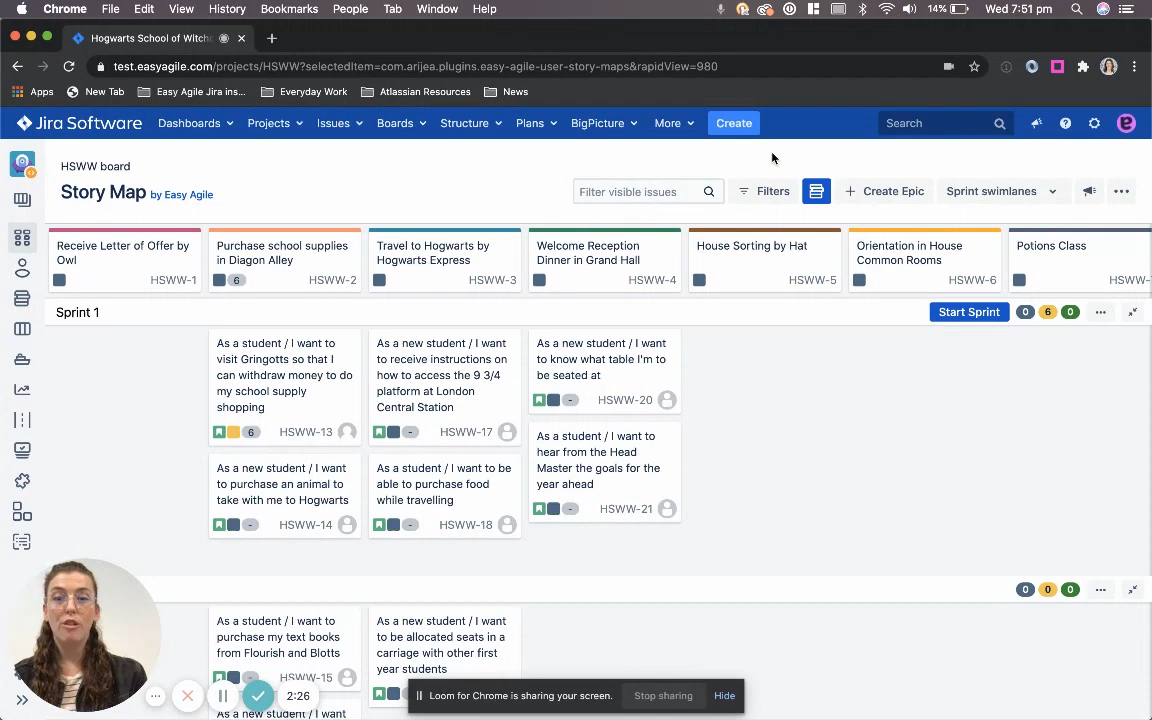 Chrome File Edit View History Bookmarks People Tab Window Help 14% Wed 7:51 pm
Hogwarts School of Witch
test.easyagile.com/projects/HSWW?selectedItem=com.arijea.plugins.easy-agile-user-story-maps&rapidView=980
Apps New Tab Easy Agile Jira ins... Everyday Work Atlassian Resources News
Jira Software Dashboards Projects Issues Boards Structure Plans BigPicture More Create Search
HSWW board
Story Map by Easy Agile
Filter visible issues Filters Create Epic Sprint swimlanes
Receive Letter of Offer by
Owl
HSWW-1
Purchase school supplies
in Diagon Alley
6 HSWW-2
Travel to Hogwarts by
Hogwarts Express
HSWW-3
Welcome Reception
Dinner in Grand Hall
HSWW-4
House Sorting by Hat
HSWW-5
Orientation in House
Common Rooms
HSWW-6
Potions Class
HSWW-
Sprint 1 Start Sprint 0 6 0
As a student / I want to
visit Gringotts so that I
can withdraw money to do
my school supply
shopping
6 HSWW-13
As a new student / I want
to purchase an animal to
take with me to Hogwarts
- HSWW-14
As a new student / I want
to receive instructions on
how to access the 9 3/4
platform at London
Central Station
- HSWW-17
As a student / I want to be
able to purchase food
while travelling
- HSWW-18
As a new student / I want
to know what table I'm to
be seated at
- HSWW-20
As a student / I want to
hear from the Head
Master the goals for the
year ahead
- HSWW-21
0 0 0
As a student / I want to
purchase my text books
from Flourish and Blotts
- HSWW-15
As a new student / I want
As a new student / I want
to be allocated seats in a
carriage with other first
year students
2:26
Loom for Chrome is sharing your screen. Stop sharing Hide